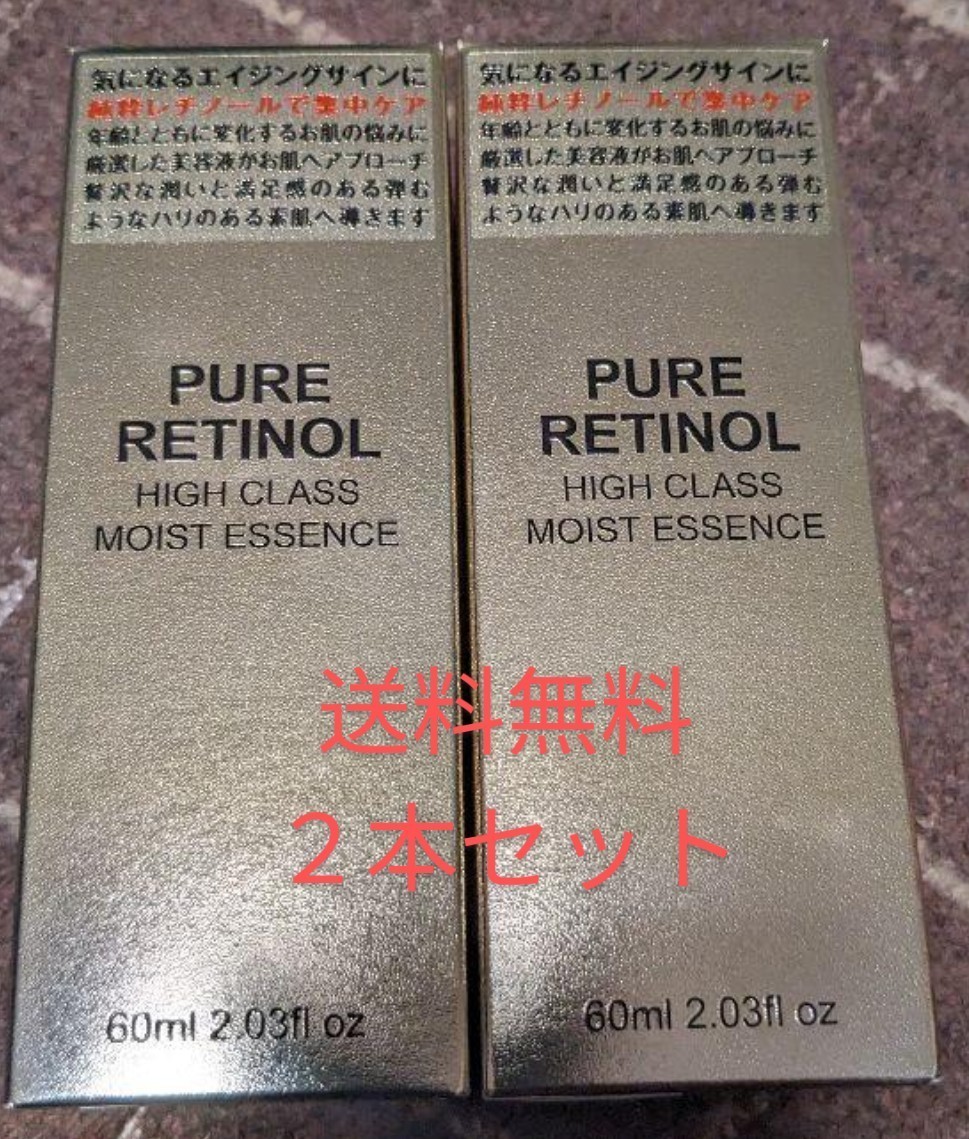 気になるエイジングサインに
純粋レチノールで集中ケア
年齢とともに変化するお肌の悩みに
厳選した美容液がお肌へアプローチ
贅沢な潤いと満足感のある弾む
ようなハリのある素肌へ導きます
PURE
RETINOL
HIGH CLASS
MOIST ESSENCE
60ml 2.03fl oz
気になるエイジングサインに
純粋レチノールで集中ケア
年齢とともに変化するお肌の悩みに
厳選した美容液がお肌へアプローチ
贅沢な潤いと満足感のある弾む
ようなハリのある素肌へ導きます
PURE
RETINOL
HIGH CLASS
MOIST ESSENCE
60ml 2.03fl oz
送料無料
２本セット